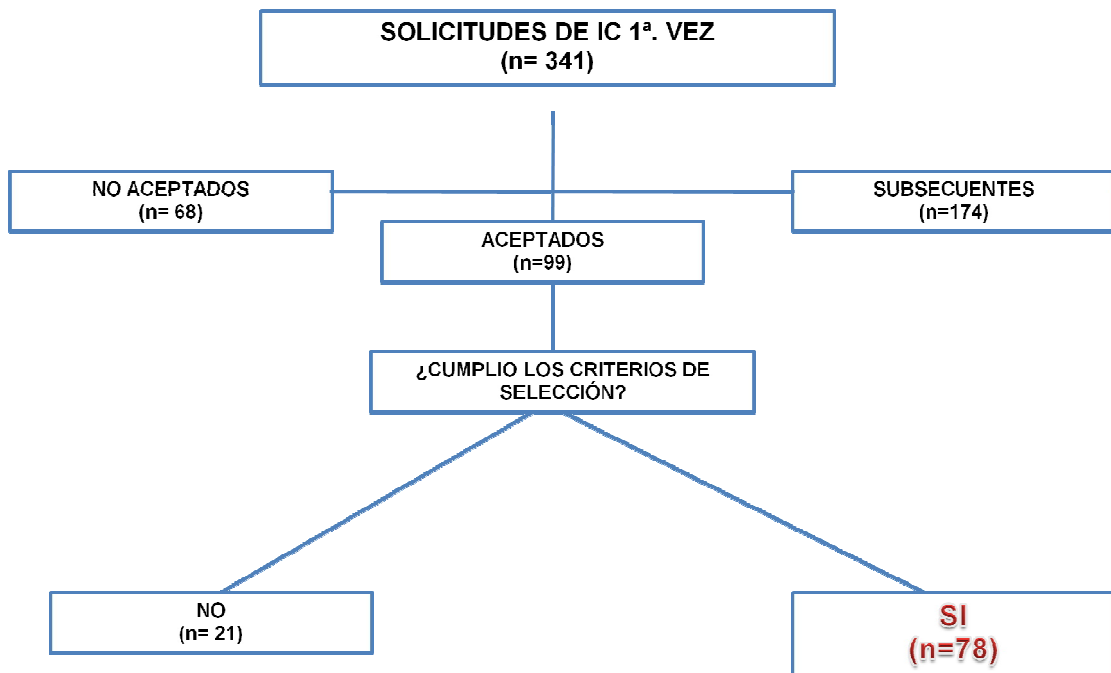 SOLICITUDES DE IC 1ª. VEZ
(n= 341)
NO ACEPTADOS
(n= 68)
SUBSECUENTES
(n=174)
ACEPTADOS
(n=99)
¿CUMPLIO LOS CRITERIOS DE
SELECCIÓN?
NO
(n= 21)
SI
(n=78)